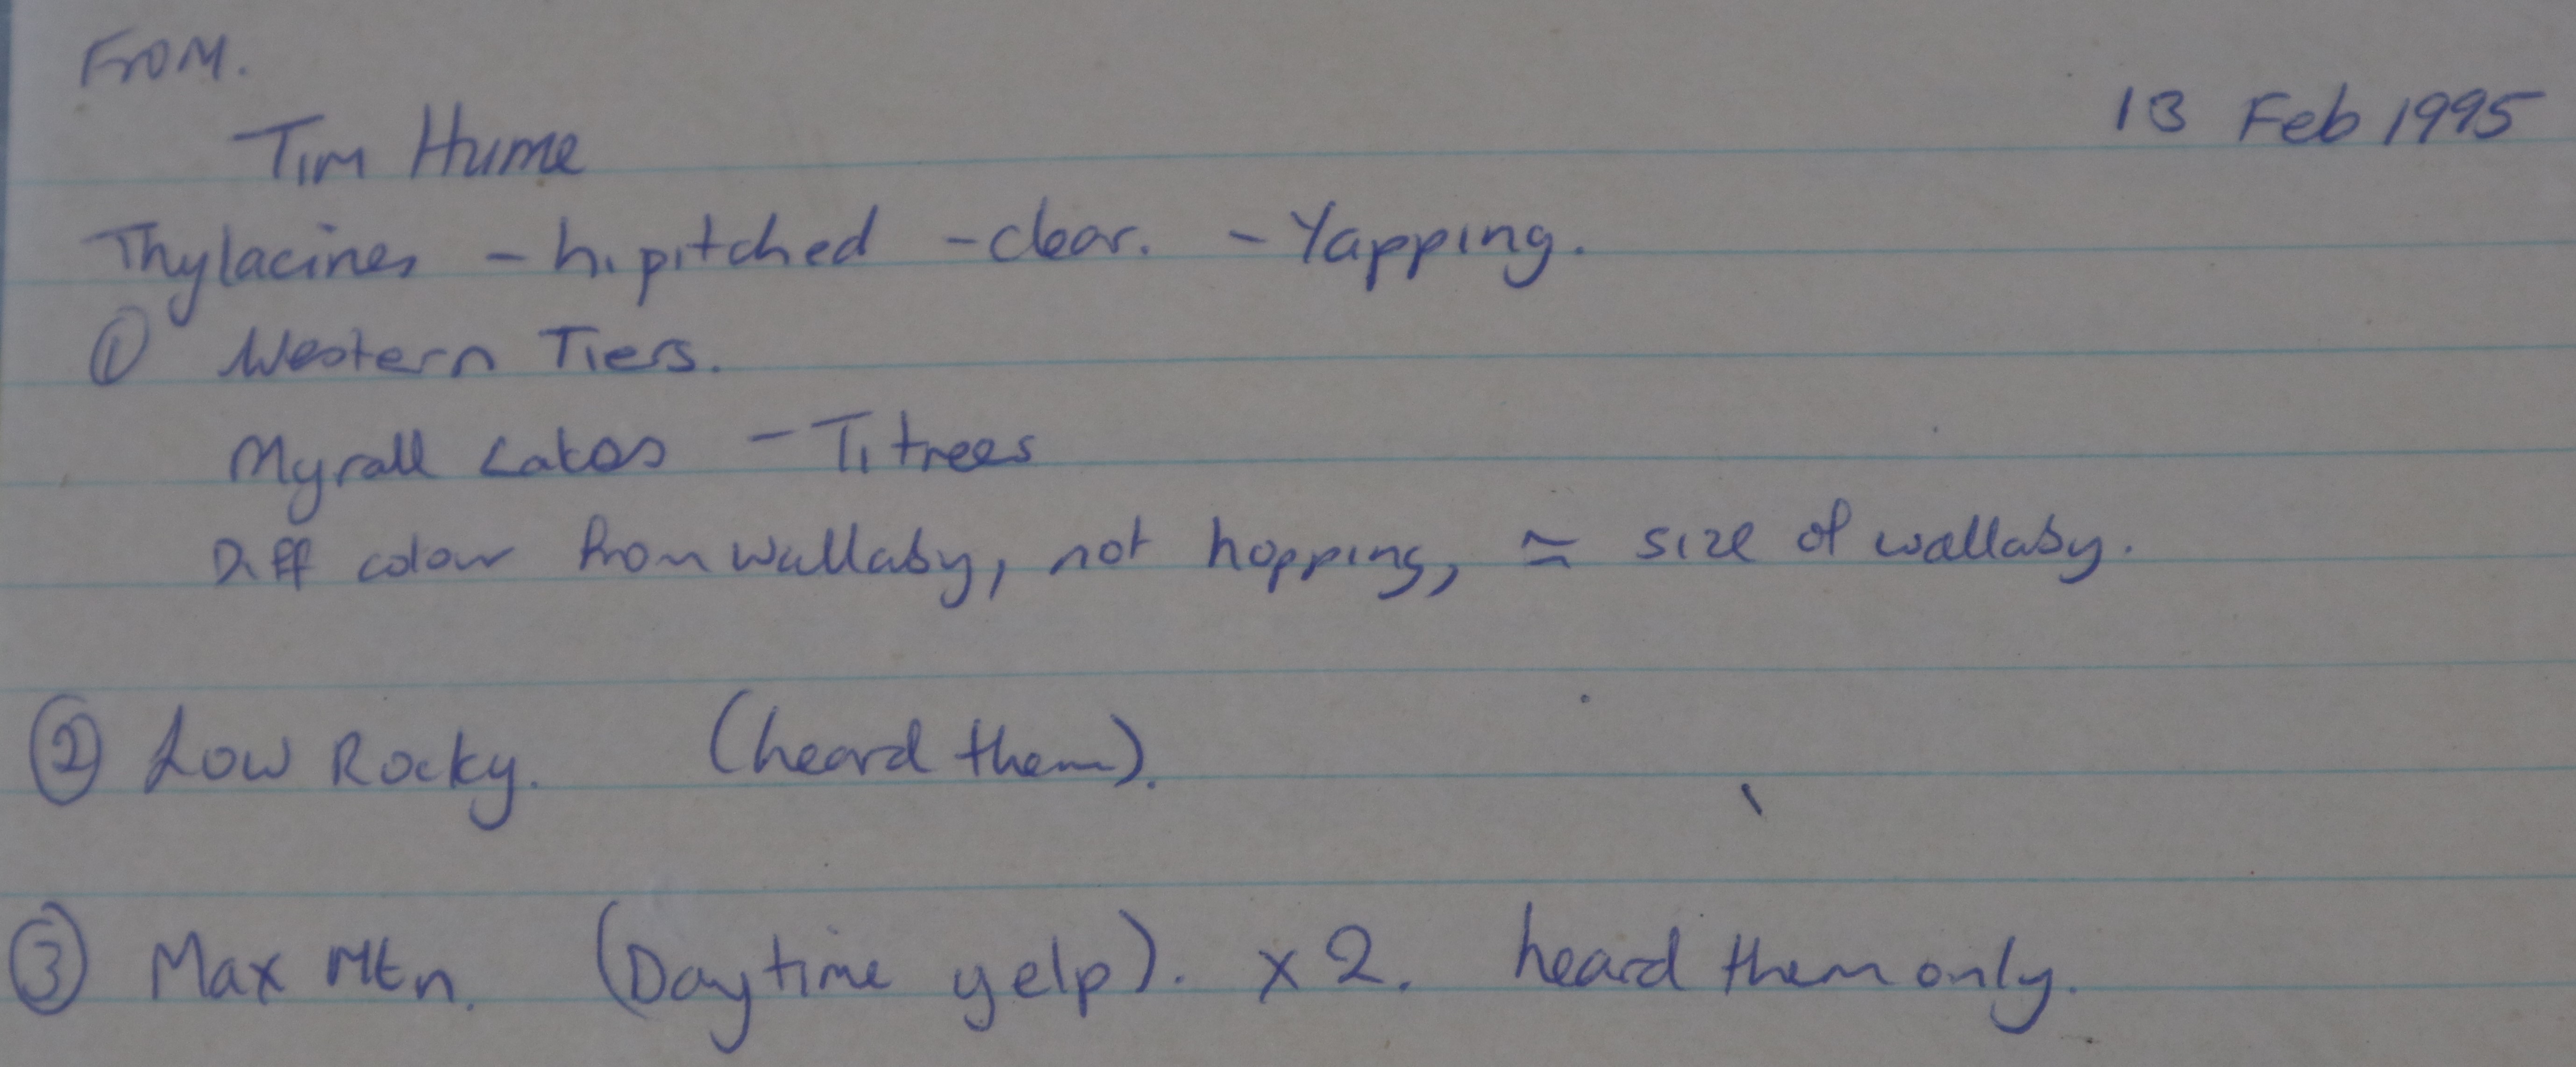 From.
Tim Hume
13 Feb 1995
Thylacines - h.pitched - clear. - Yapping.
① Western Tiers.
Myrall Lakes - Ti trees
Diff colour from wallaby, not hopping, ≃ size of wallaby.
② Low Rocky. (heard them).
③ Max Mtn. (Daytime yelp). x 2. heard them only.